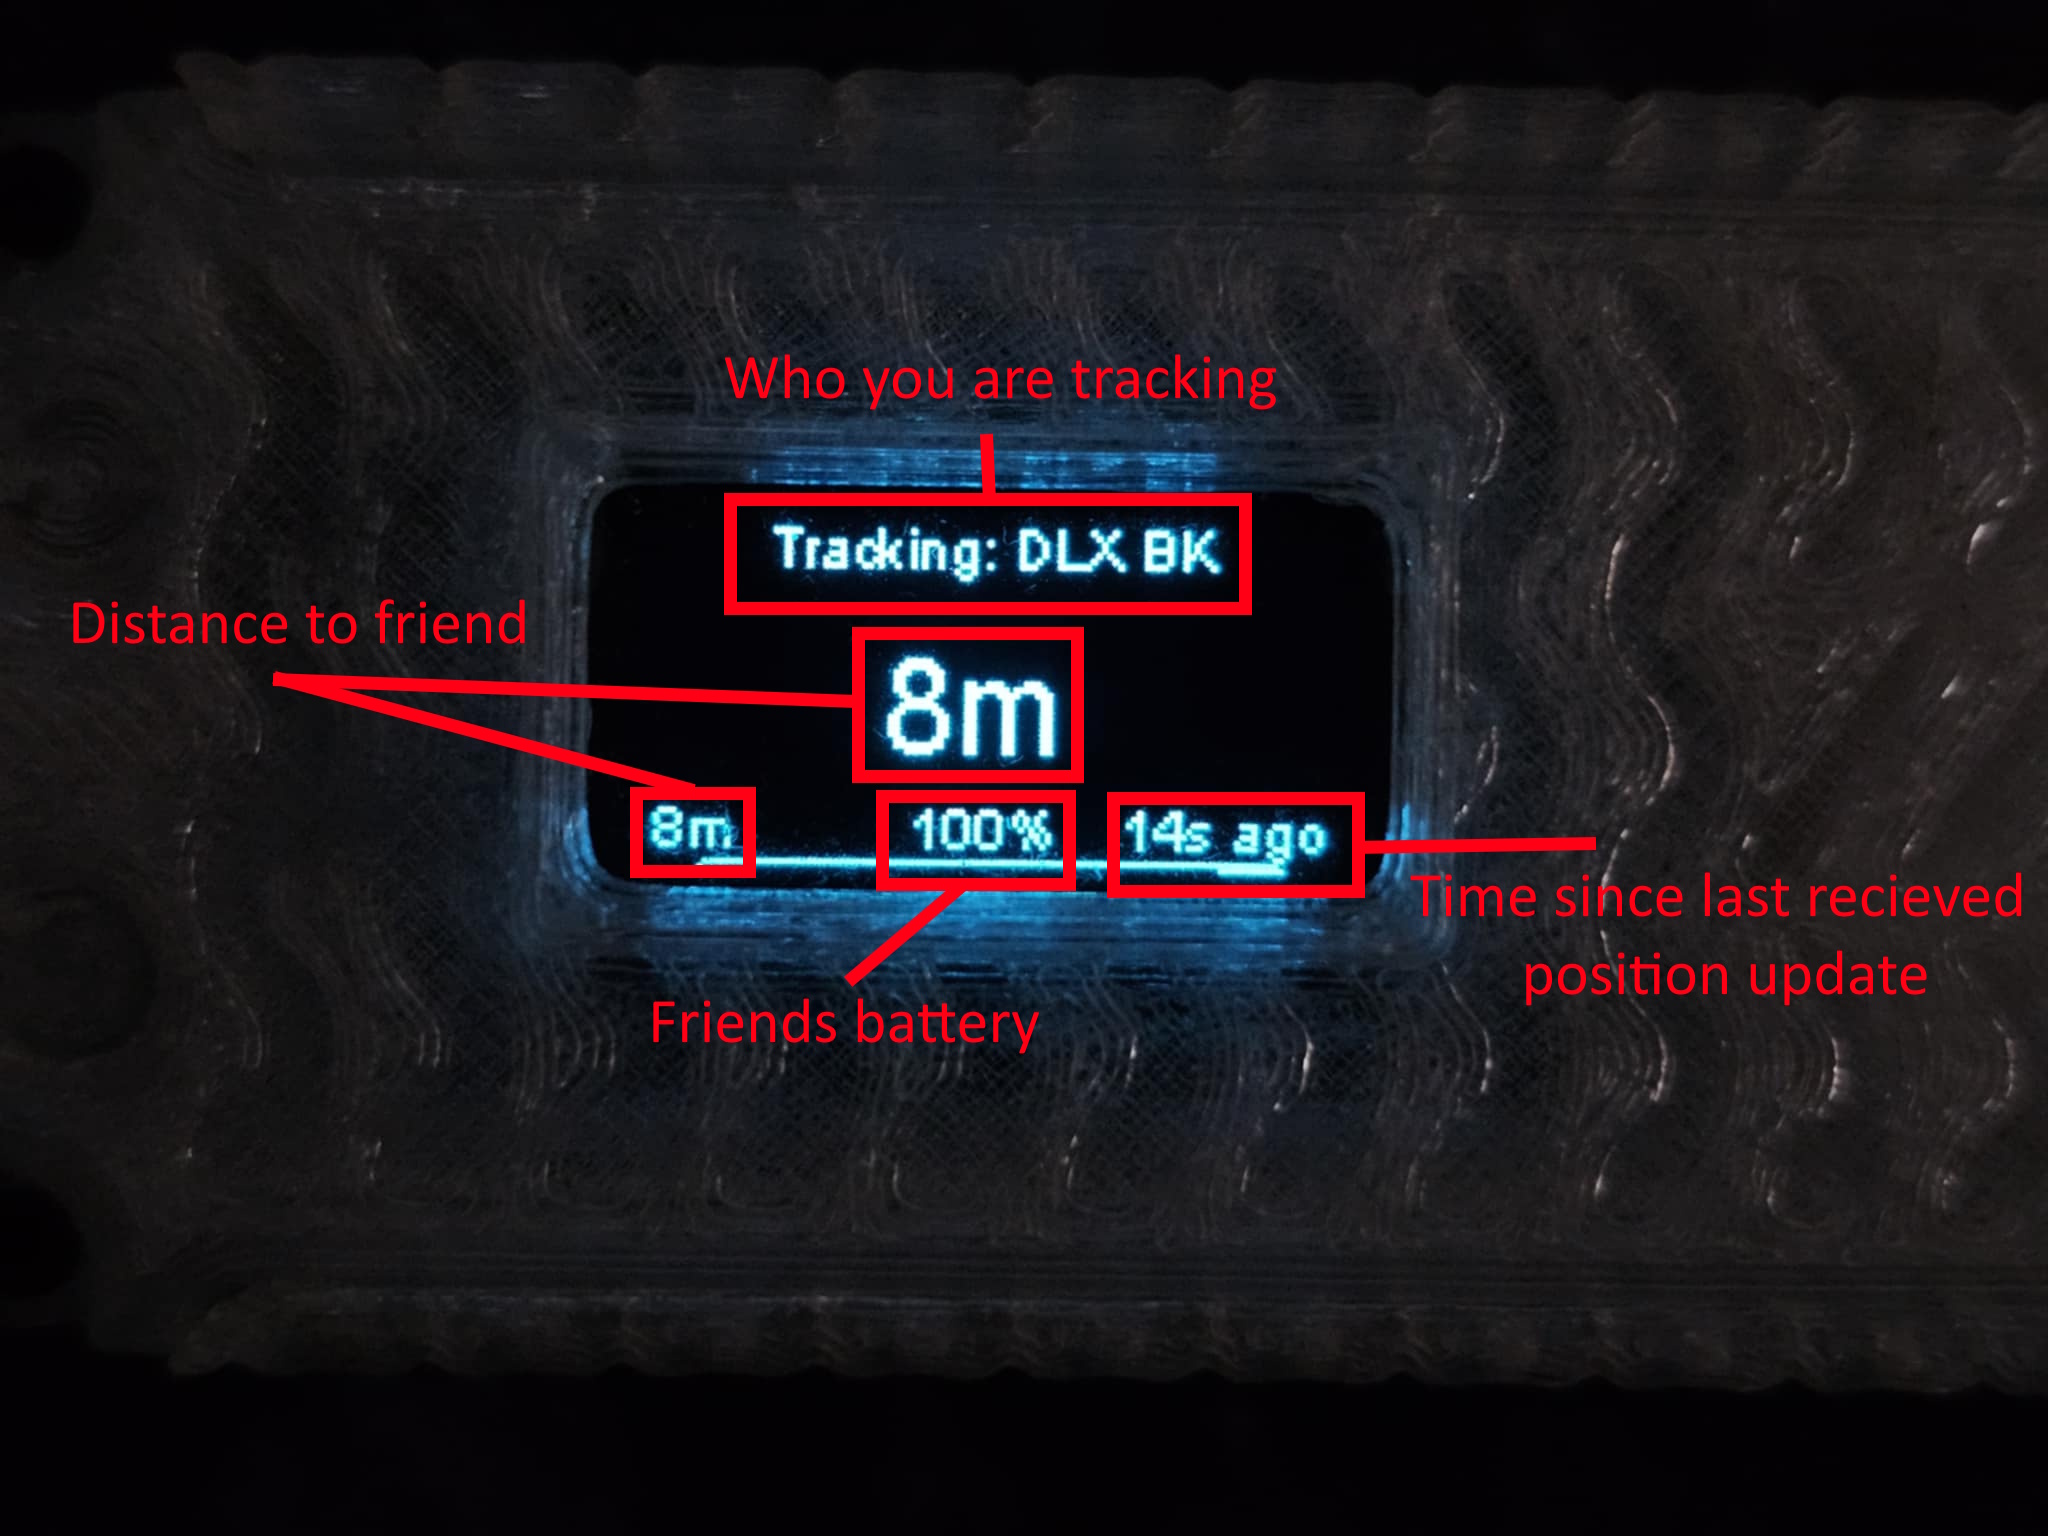 Who you are tracking
Tracking: DLX BK
Distance to friend
8m
8m
100%
14s ago
Time since last recieved
position update
Friends battery